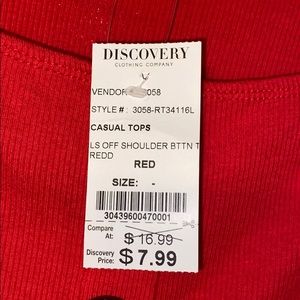 DISCOVERY
CLOTHING COMPANY
VENDOR 3058
STYLE # : 3058-RT34116L
CASUAL TOPS
LS OFF SHOULDER BTTN T
REDD
RED
SIZE: -
30439600470001
Compare At: $16.99
Discovery Price: $7.99